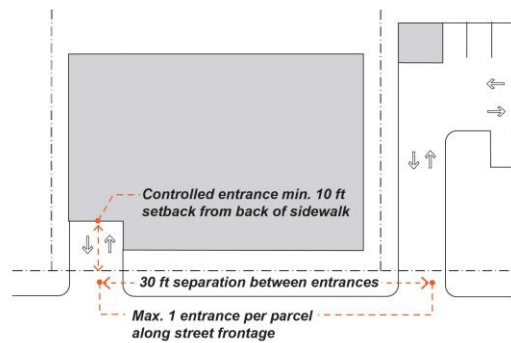 Controlled entrance min. 10 ft
setback from back of sidewalk
30 ft separation between entrances
Max. 1 entrance per parcel
along street frontage